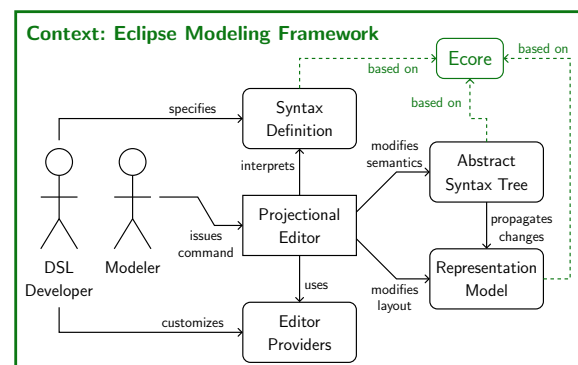 Context: Eclipse Modeling Framework
Ecore
based on
based on
based on
specifies
Syntax
Definition
interprets
modifies
semantics
Abstract
Syntax Tree
Projectional
Editor
issues
command
propagates
changes
DSL
Developer
Modeler
uses
modifies
layout
Representation
Model
customizes
Editor
Providers